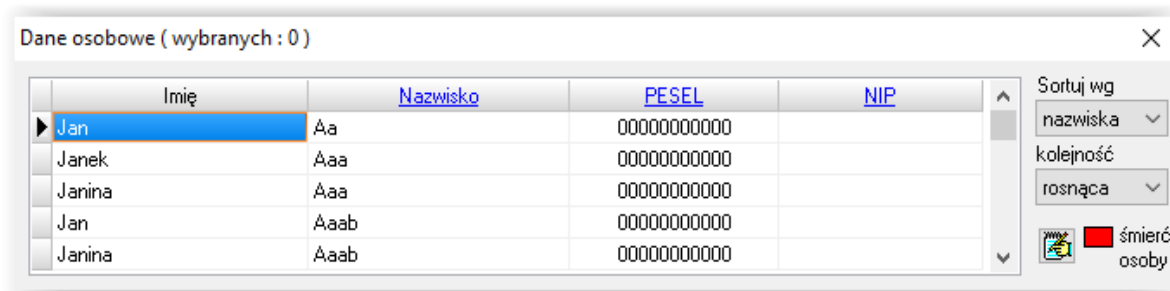 Dane osobowe ( wybranych : 0 )
Imię Nazwisko PESEL NIP
Jan Aa 00000000000
Janek Aaa 00000000000
Janina Aaa 00000000000
Jan Aaab 00000000000
Janina Aaab 00000000000
Sortuj wg
nazwiska
kolejność
rosnąca
śmierć
osoby